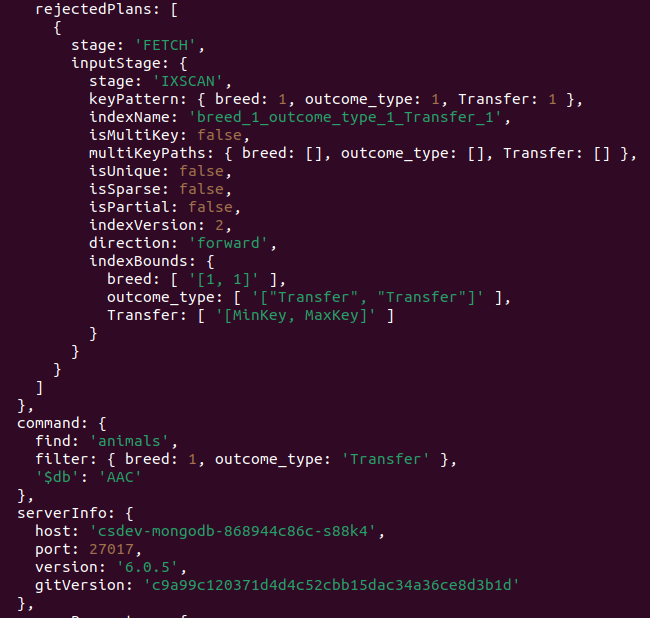 rejectedPlans: [
{
stage: 'FETCH',
inputStage: {
stage: 'IXSCAN',
keyPattern: { breed: 1, outcome_type: 1, Transfer: 1 },
indexName: 'breed_1_outcome_type_1_Transfer_1',
isMultiKey: false,
multiKeyPaths: { breed: [], outcome_type: [], Transfer: [] },
isUnique: false,
isSparse: false,
isPartial: false,
indexVersion: 2,
direction: 'forward',
indexBounds: {
breed: [ '[1, 1]' ],
outcome_type: [ '["Transfer", "Transfer"]' ],
Transfer: [ '[MinKey, MaxKey]' ]
}
}
}
]
},
command: {
find: 'animals',
filter: { breed: 1, outcome_type: 'Transfer' },
'$db': 'AAC'
},
serverInfo: {
host: 'csdev-mongodb-868944c86c-s88k4',
port: 27017,
version: '6.0.5',
gitVersion: 'c9a99c120371d4d4c52cbb15dac34a36ce8d3b1d'
},